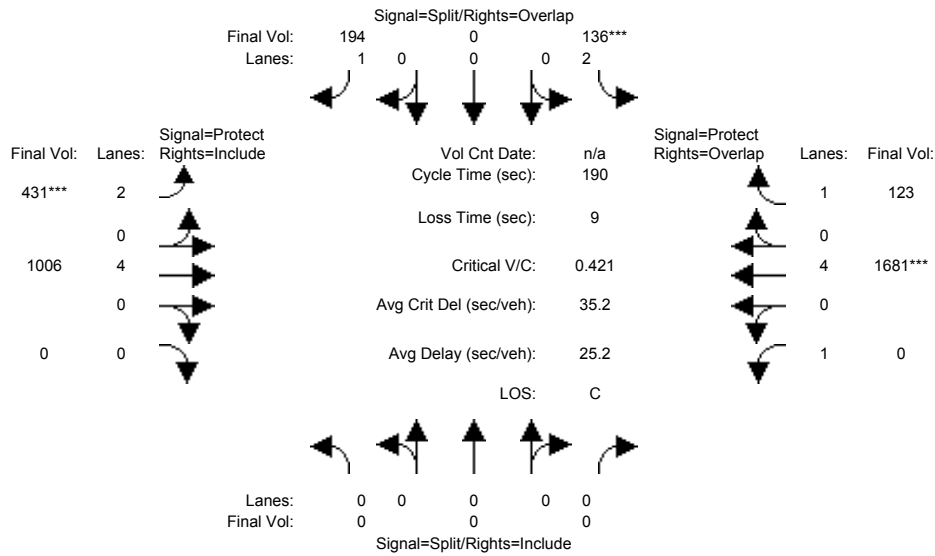 Signal=Split/Rights=Overlap
Final Vol: 194 0 136***
Lanes: 1 0 0 0 2
Signal=Protect Signal=Protect
Final Vol: Lanes: Rights=Include Vol Cnt Date: n/a Rights=Overlap Lanes: Final Vol:
Cycle Time (sec): 190
431*** 2 1 123
Loss Time (sec): 9
0 0
1006 4 Critical V/C: 0.421 4 1681***
0 Avg Crit Del (sec/veh): 35.2 0
0 0 Avg Delay (sec/veh): 25.2 1 0
LOS: C
Lanes: 0 0 0 0 0
Final Vol: 0 0 0
Signal=Split/Rights=Include